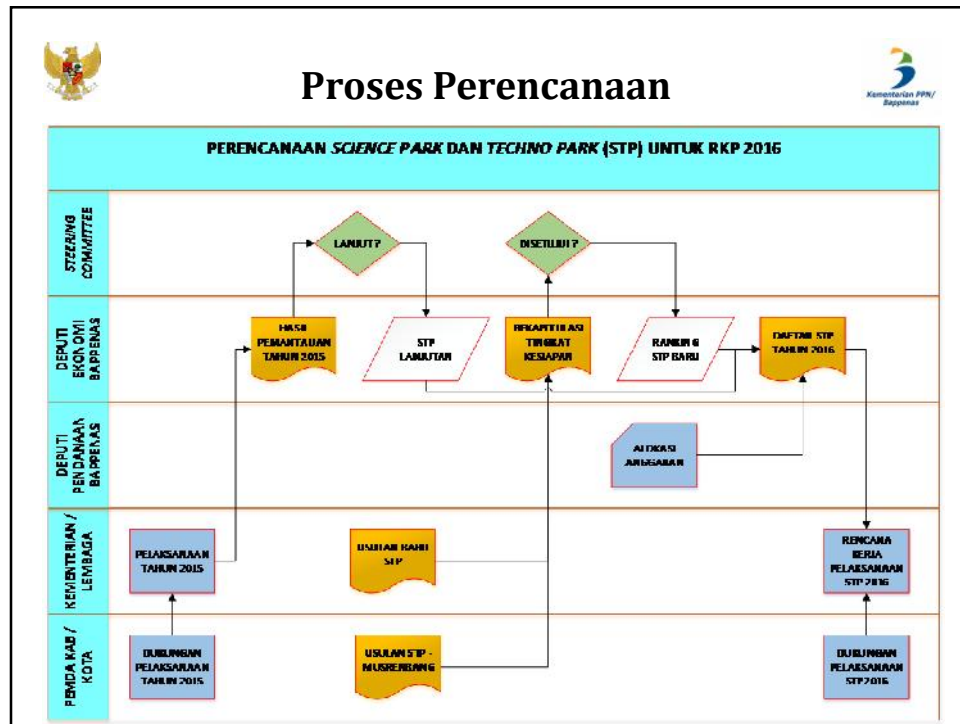 Proses Perencanaan
Kementerian PPN/
Bappenas
PERENCANAAN SCIENCE PARK DAN TECHNO PARK (STP) UNTUK RKP 2016
STEERING
COMMITTEE
LANJUT ?
DISETUJUI ?
DEPUTI
EKONOMI
BAPPENAS
HASIL
PEMANTAUAN
TAHUN 2015
STP
LANJUTAN
REKAPITULASI
TINGKAT
KESIAPAN
RANKING
STP BARU
DAFTAR STP
TAHUN 2016
DEPUTI
PENDANAAN
BAPPENAS
ALOKASI
ANGGARAN
KEMENTERIAN /
LEMBAGA
PELAKSANAAN
TAHUN 2015
USULAN BARU
STP
RENCANA
KERJA
PELAKSANAAN
STP 2016
PEMDA KAB /
KOTA
DUKUNGAN
PELAKSANAAN
TAHUN 2015
USULAN STP -
MUSRENBANG
DUKUNGAN
PELAKSANAAN
STP 2016